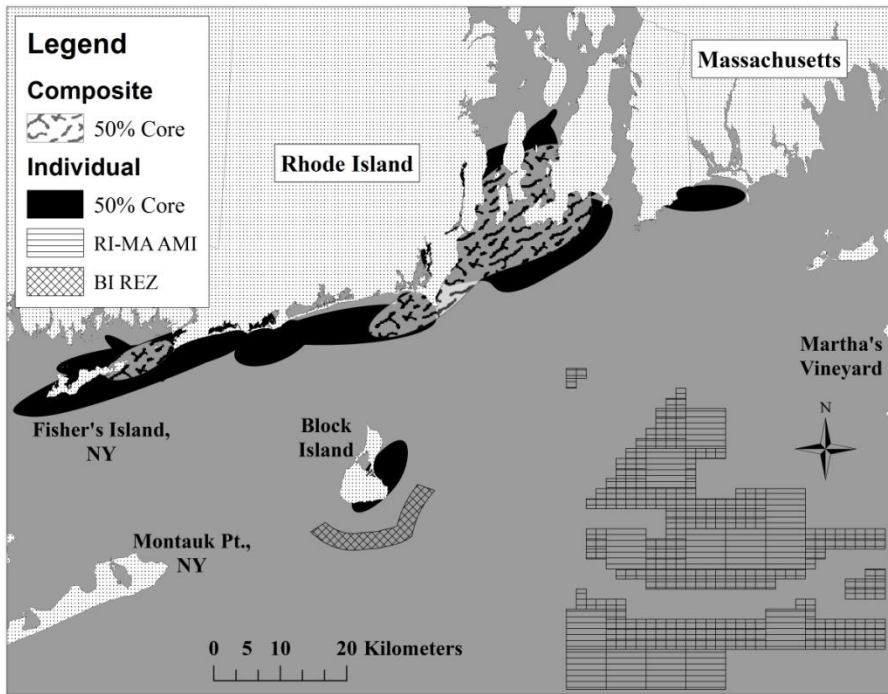 Legend
Composite
50% Core
Individual
50% Core
RI-MA AMI
BI REZ
Massachusetts
Rhode Island
Martha's
Vineyard
N
Fisher's Island,
NY
Block
Island
Montauk Pt.,
NY
0 5 10 20 Kilometers